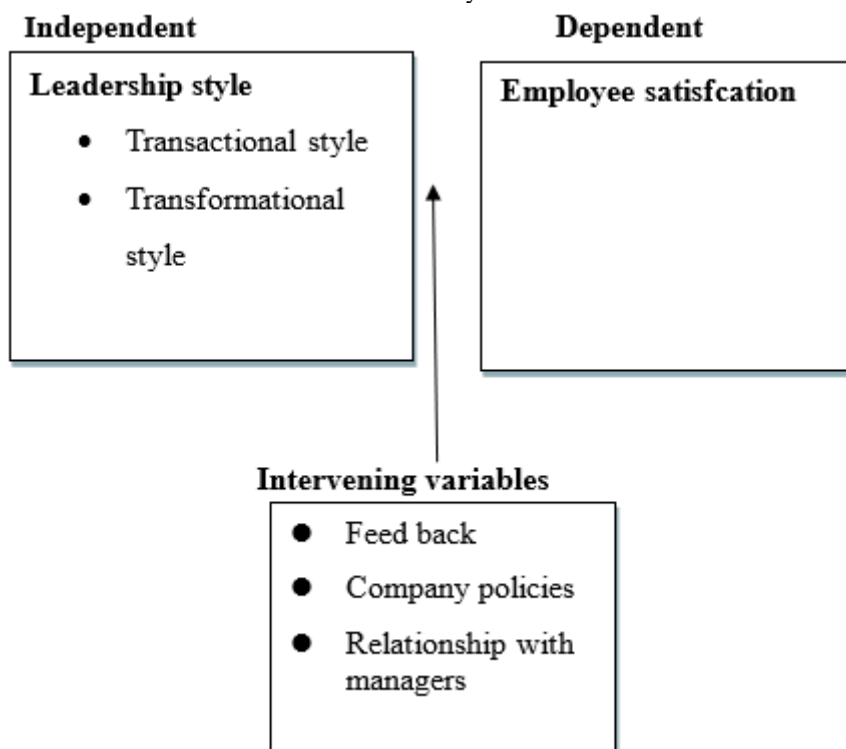 Independent
Dependent
Leadership style
• Transactional style
• Transformational
style
Employee satisfcation
Intervening variables
● Feed back
● Company policies
● Relationship with
managers